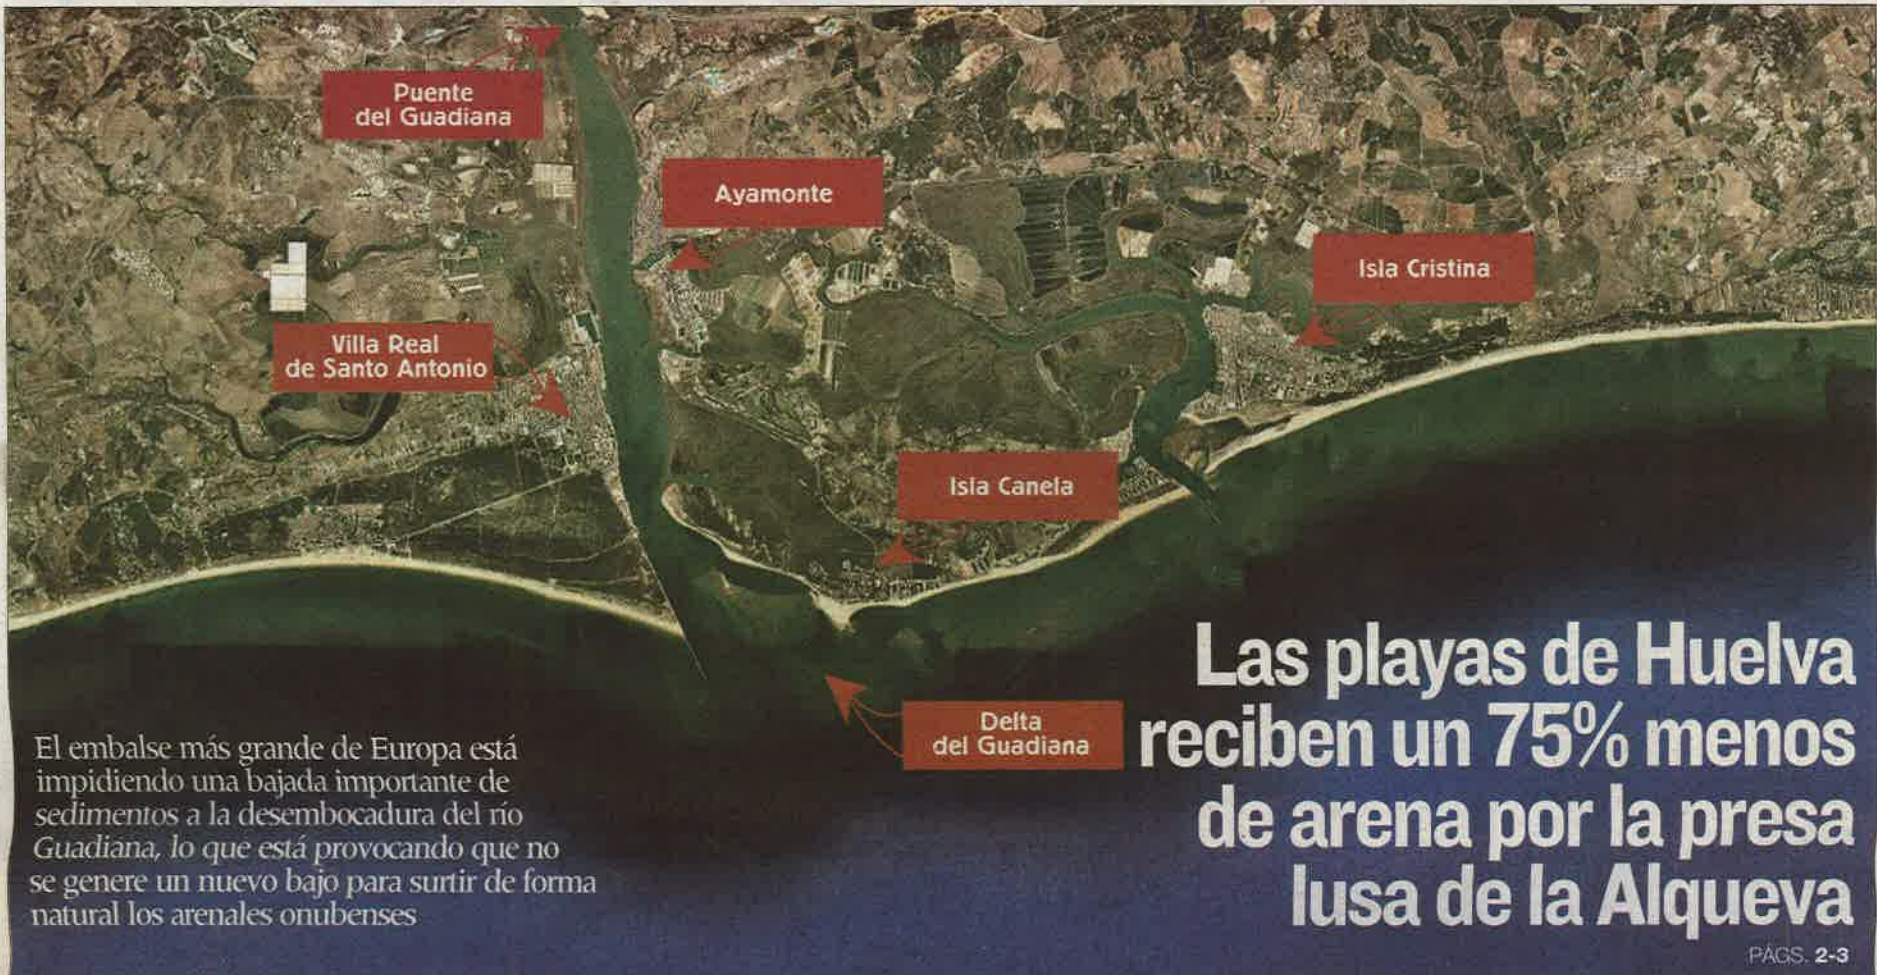 Puente
del Guadiana
Ayamonte
Isla Cristina
Villa Real
de Santo Antonio
Isla Canela
Delta
del Guadiana
Las playas de Huelva
reciben un 75% menos
de arena por la presa
lusa de la Alqueva
El embalse más grande de Europa está
impidiendo una bajada importante de
sedimentos a la desembocadura del río
Guadiana, lo que está provocando que no
se genere un nuevo bajo para surtir de forma
natural los arenales onubenses
PÁGS. 2-3